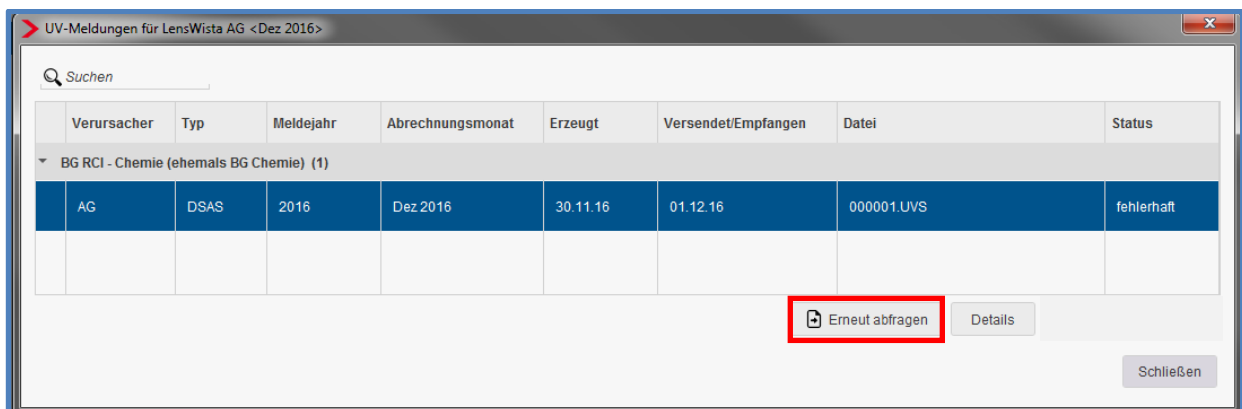 UV-Meldungen für LensWista AG <Dez 2016>
Suchen
Verursacher Typ Meldejahr Abrechnungsmonat Erzeugt Versendet/Empfangen Datei Status
BG RCI - Chemie (ehemals BG Chemie) (1)
AG DSAS 2016 Dez 2016 30.11.16 01.12.16 000001.UVS fehlerhaft
Erneut abfragen Details
Schließen